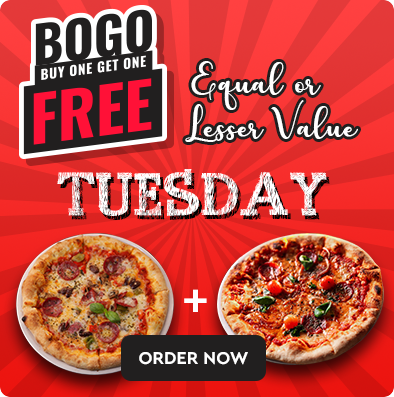 BOGO
BUY ONE GET ONE
FREE
Equal or
Lesser Value
TUESDAY
+
ORDER NOW